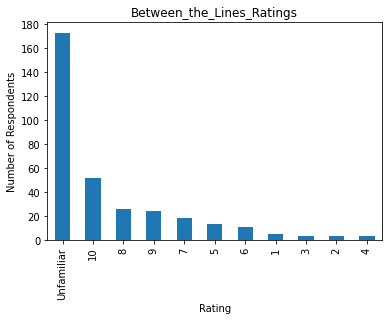 Between_the_Lines_Ratings
Number of Respondents
180
160
140
120
100
80
60
40
20
0
Unfamiliar 10 8 9 7 5 6 1 3 2 4
Rating